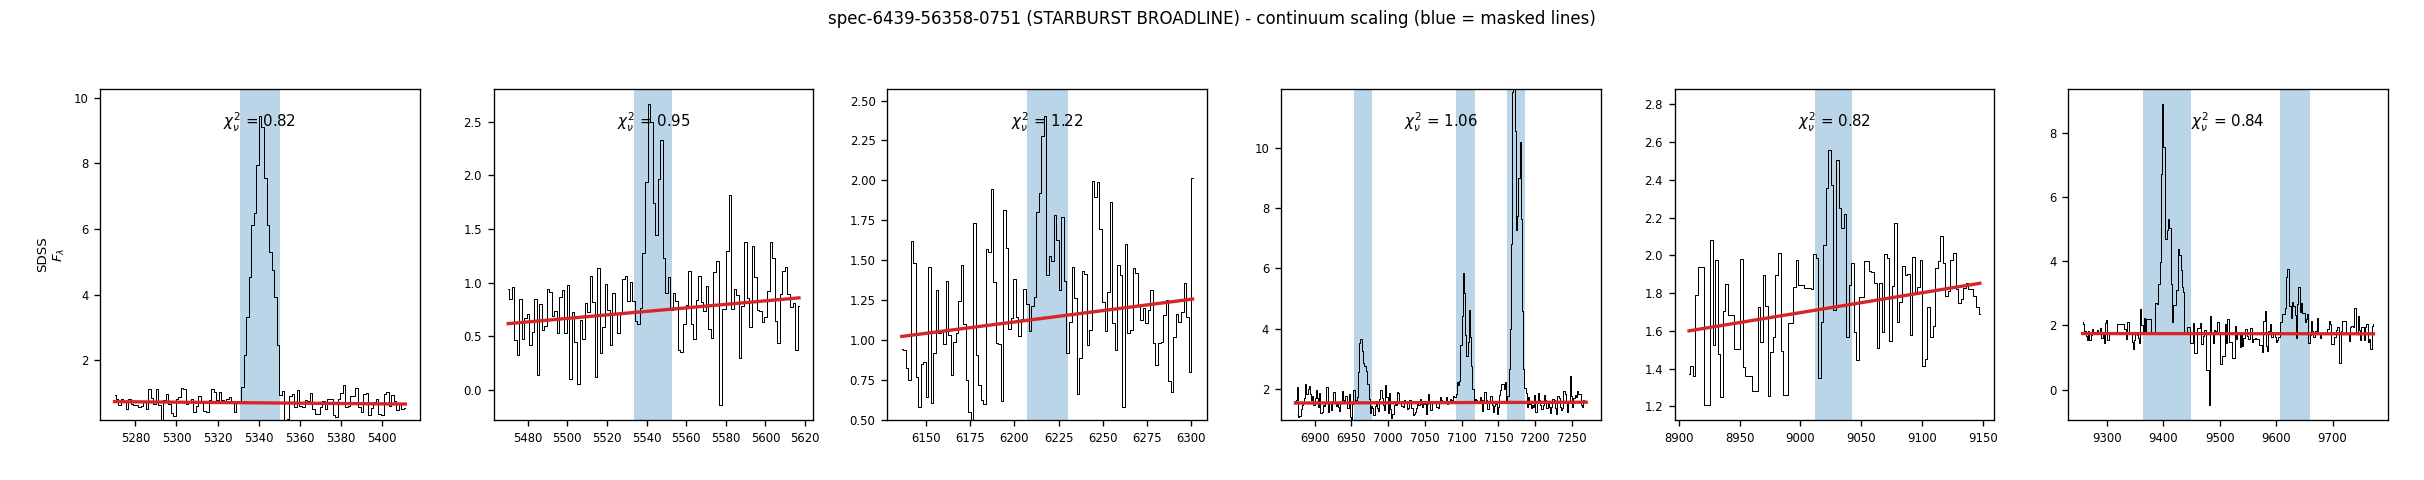 spec-6439-56358-0751 (STARBURST BROADLINE) - continuum scaling (blue = masked lines)
SDSS
Fλ
χ²ν = 0.82
10
8
6
4
2
5280 5300 5320 5340 5360 5380 5400
χ²ν = 0.95
2.5
2.0
1.5
1.0
0.5
0.0
5480 5500 5520 5540 5560 5580 5600 5620
χ²ν = 1.22
2.50
2.25
2.00
1.75
1.50
1.25
1.00
0.75
0.50
6150 6175 6200 6225 6250 6275 6300
χ²ν = 1.06
10
8
6
4
2
6900 6950 7000 7050 7100 7150 7200 7250
χ²ν = 0.82
2.8
2.6
2.4
2.2
2.0
1.8
1.6
1.4
1.2
8900 8950 9000 9050 9100 9150
χ²ν = 0.84
8
6
4
2
0
9300 9400 9500 9600 9700